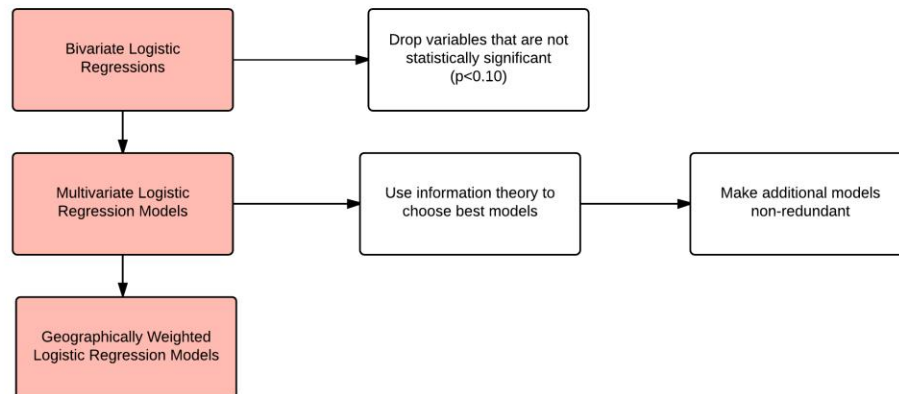 Bivariate Logistic
Regressions
Drop variables that are not
statistically significant
(p<0.10)
Multivariate Logistic
Regression Models
Use information theory to
choose best models
Make additional models
non-redundant
Geographically Weighted
Logistic Regression Models